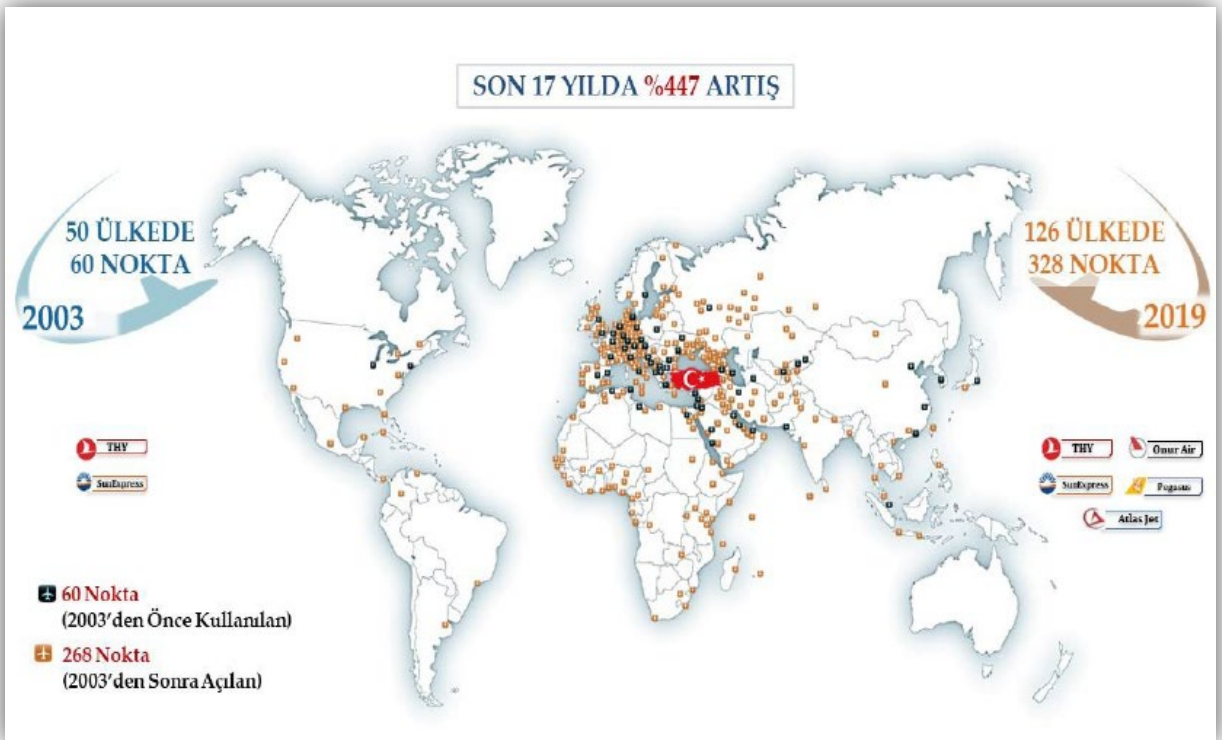 SON 17 YILDA %447 ARTIŞ
50 ÜLKEDE
60 NOKTA
2003
126 ÜLKEDE
328 NOKTA
2019
THY
SunExpress
THY
Onur Air
SunExpress
Pegasus
Atlas Jet
60 Nokta
(2003'den Önce Kullanılan)
268 Nokta
(2003'den Sonra Açılan)